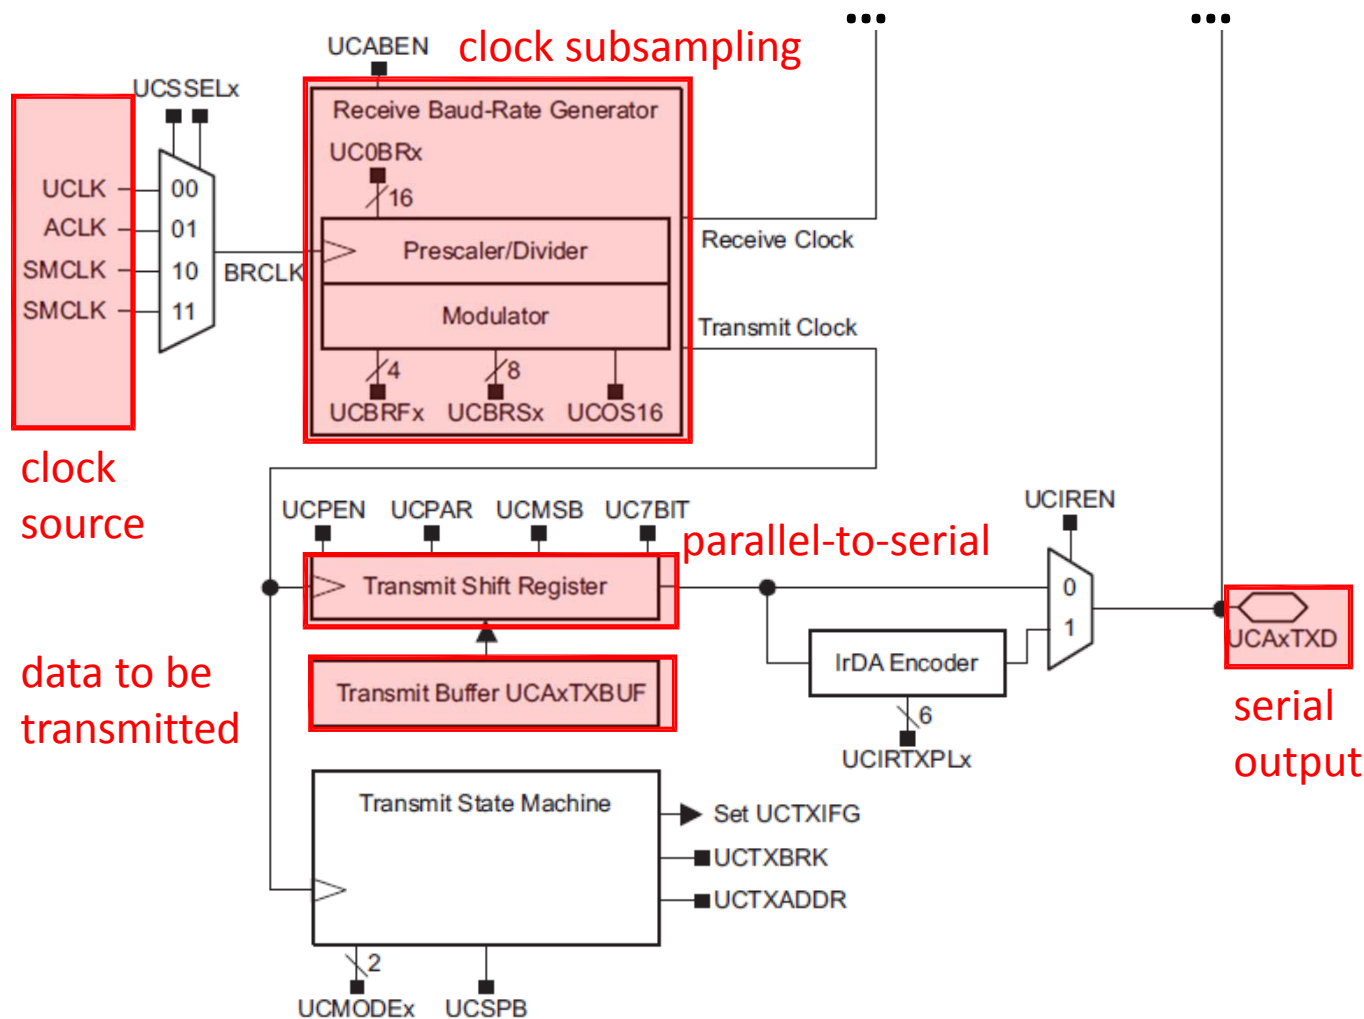 UCABEN
clock subsampling
UCSSELx
Receive Baud-Rate Generator
UC0BRx
16
UCLK
00
ACLK
01
SMCLK
10
SMCLK
11
BRCLK
Prescaler/Divider
Modulator
Receive Clock
Transmit Clock
4
8
UCBRFx
UCBRSx
UCOS16
clock
source
UCPEN
UCPAR
UCMSB
UC7BIT
UCIREN
parallel-to-serial
Transmit Shift Register
0
1
UCAxTXD
IrDA Encoder
data to be
transmitted
Transmit Buffer UCAxTXBUF
6
UCIRTXPLx
serial
output
Transmit State Machine
Set UCTXIFG
UCTXBRK
UCTXADDR
2
UCMODEx
UCSPB